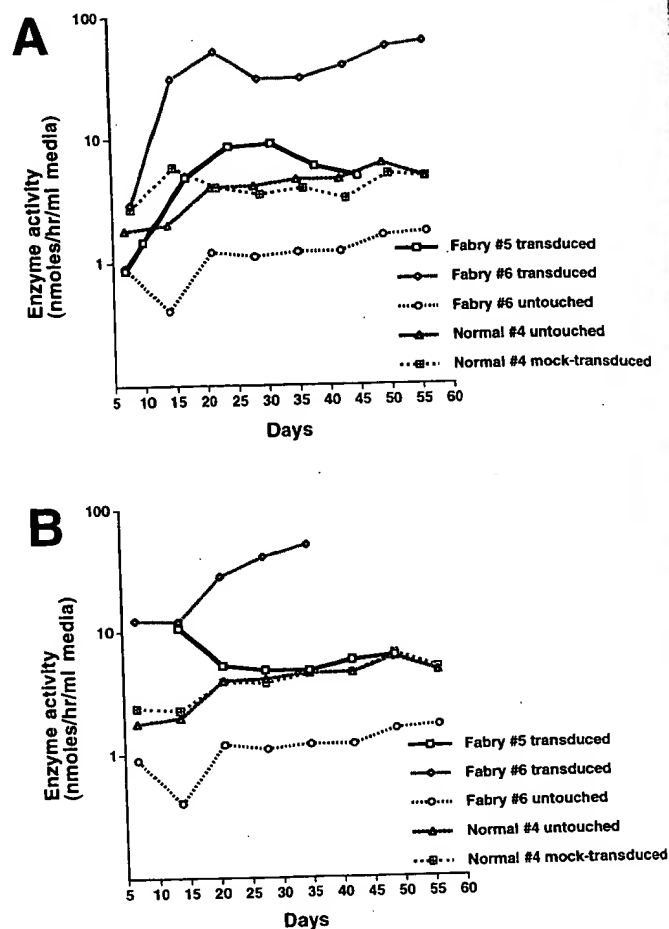 A
100
10
1
Enzyme activity
(nmoles/hr/ml media)
Fabry #5 transduced
Fabry #6 transduced
Fabry #6 untouched
Normal #4 untouched
Normal #4 mock-transduced
5 10 15 20 25 30 35 40 45 50 55 60
Days
B
100
10
1
Enzyme activity
(nmoles/hr/ml media)
Fabry #5 transduced
Fabry #6 transduced
Fabry #6 untouched
Normal #4 untouched
Normal #4 mock-transduced
5 10 15 20 25 30 35 40 45 50 55 60
Days